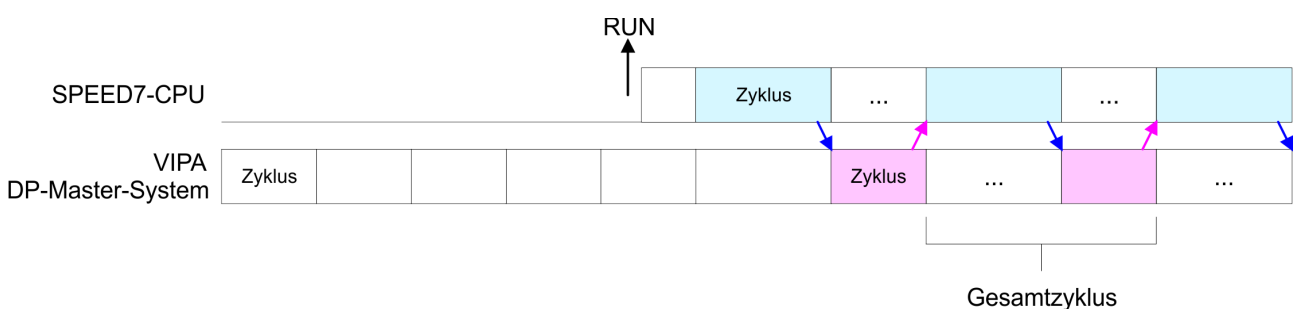 RUN
SPEED7-CPU
Zyklus
...
...
VIPA
DP-Master-System
Zyklus
Zyklus
...
...
Gesamtzyklus